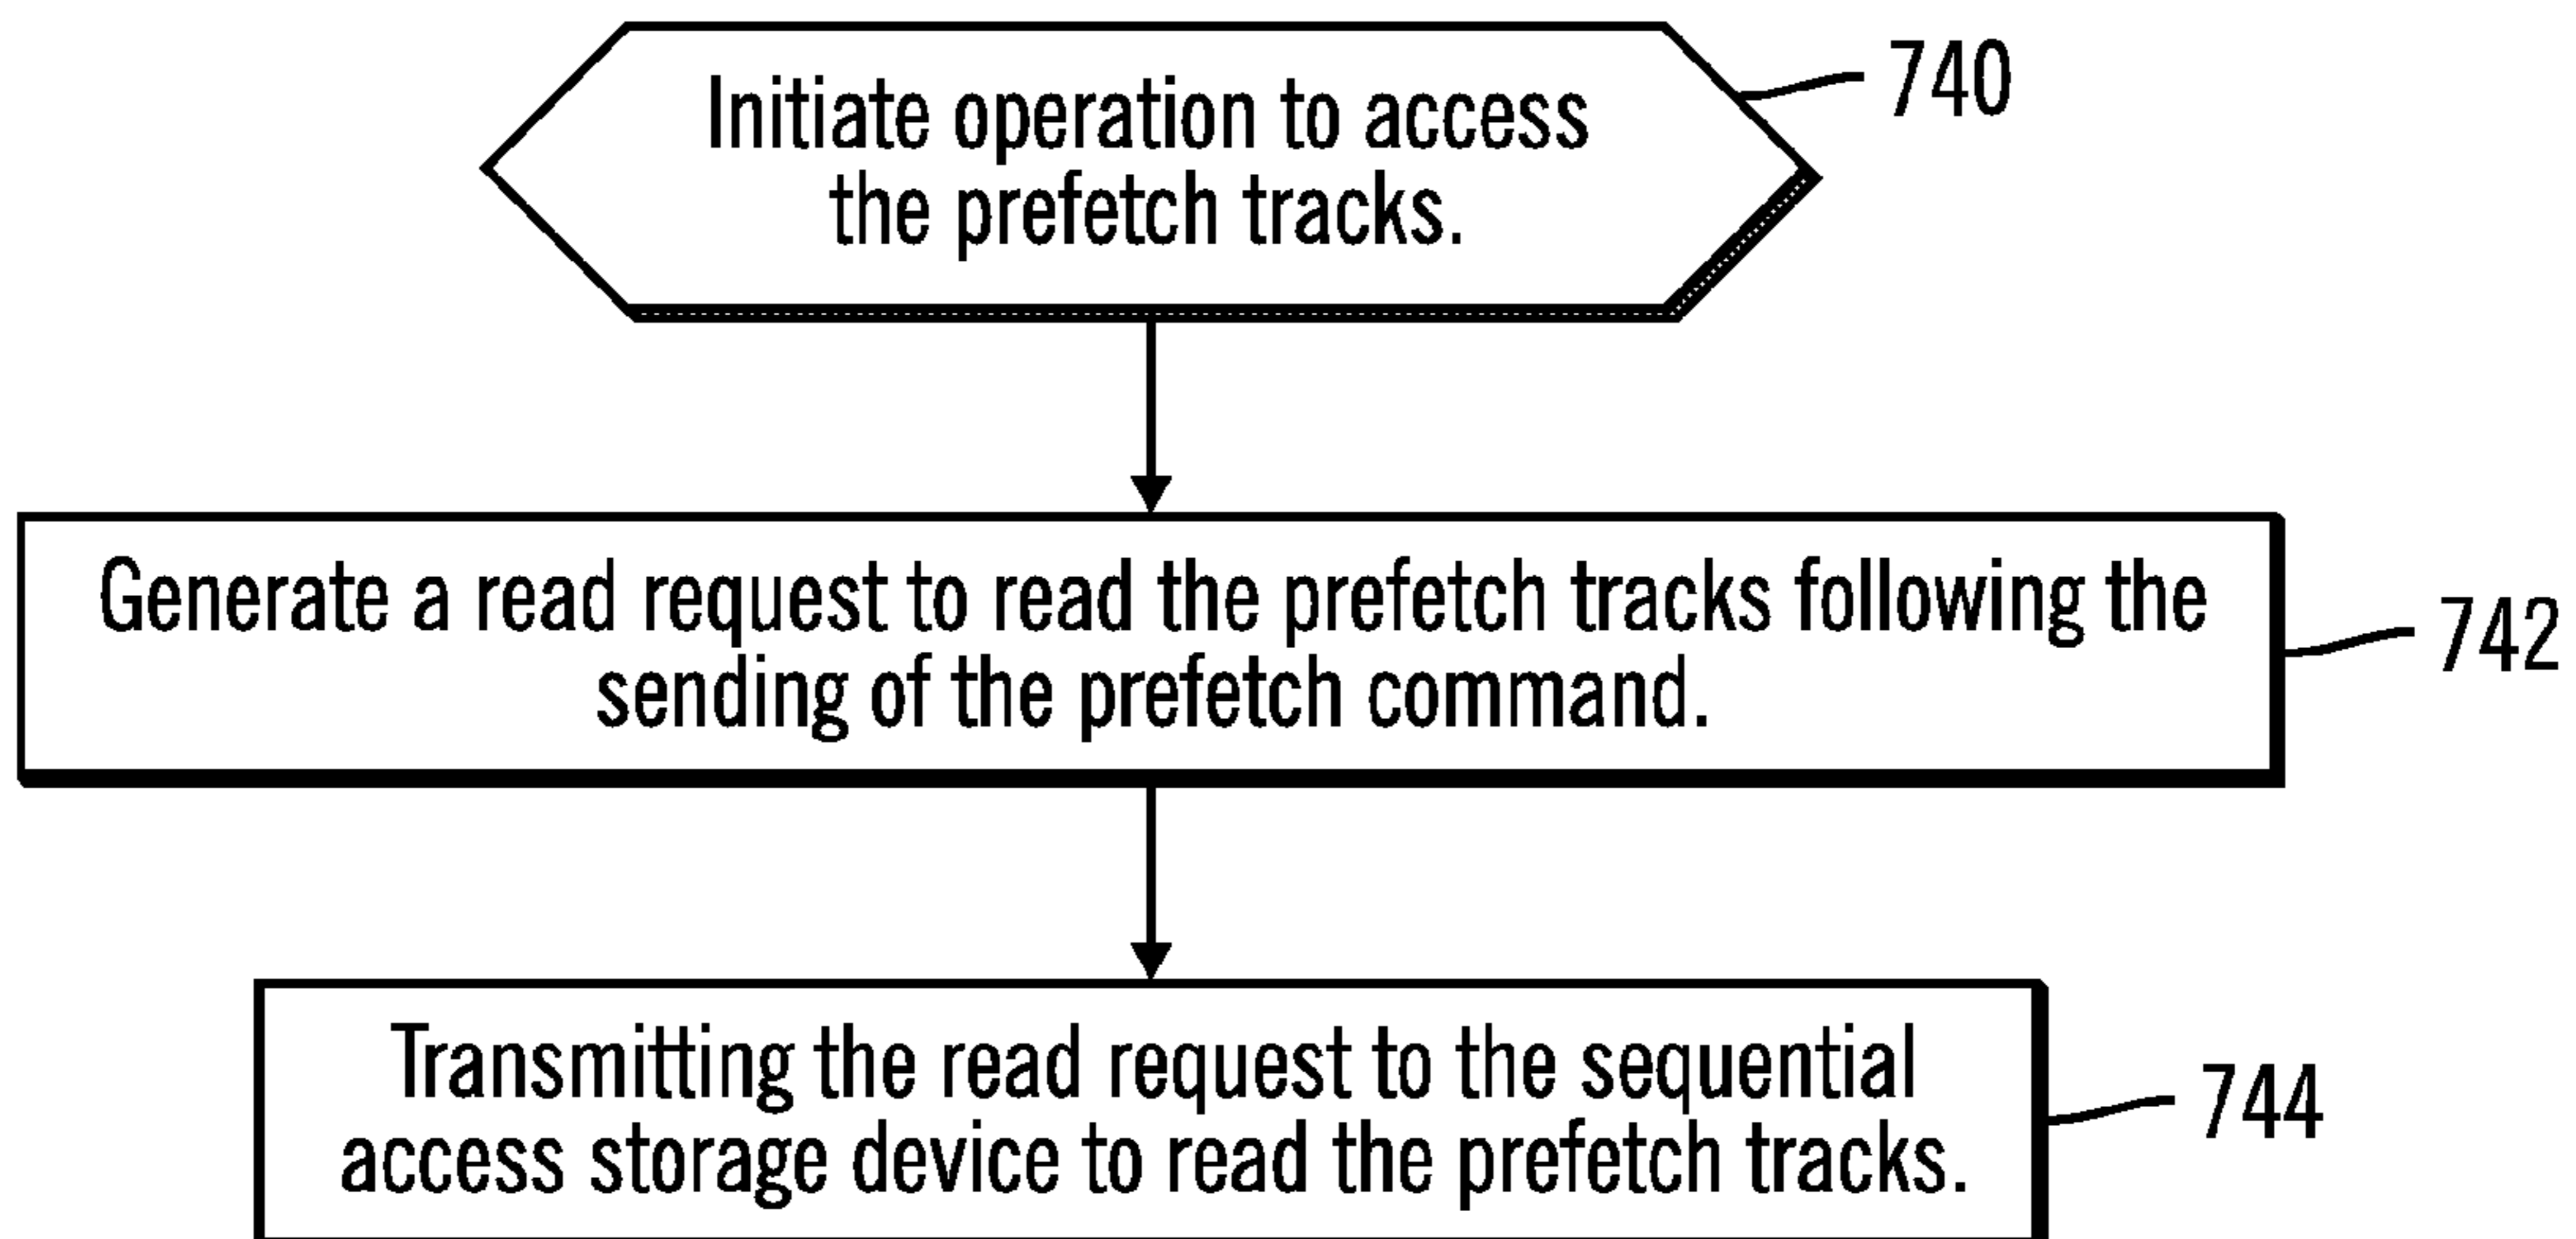 Initiate operation to access
the prefetch tracks.
740
Generate a read request to read the prefetch tracks following the
sending of the prefetch command.
742
Transmitting the read request to the sequential
access storage device to read the prefetch tracks.
744